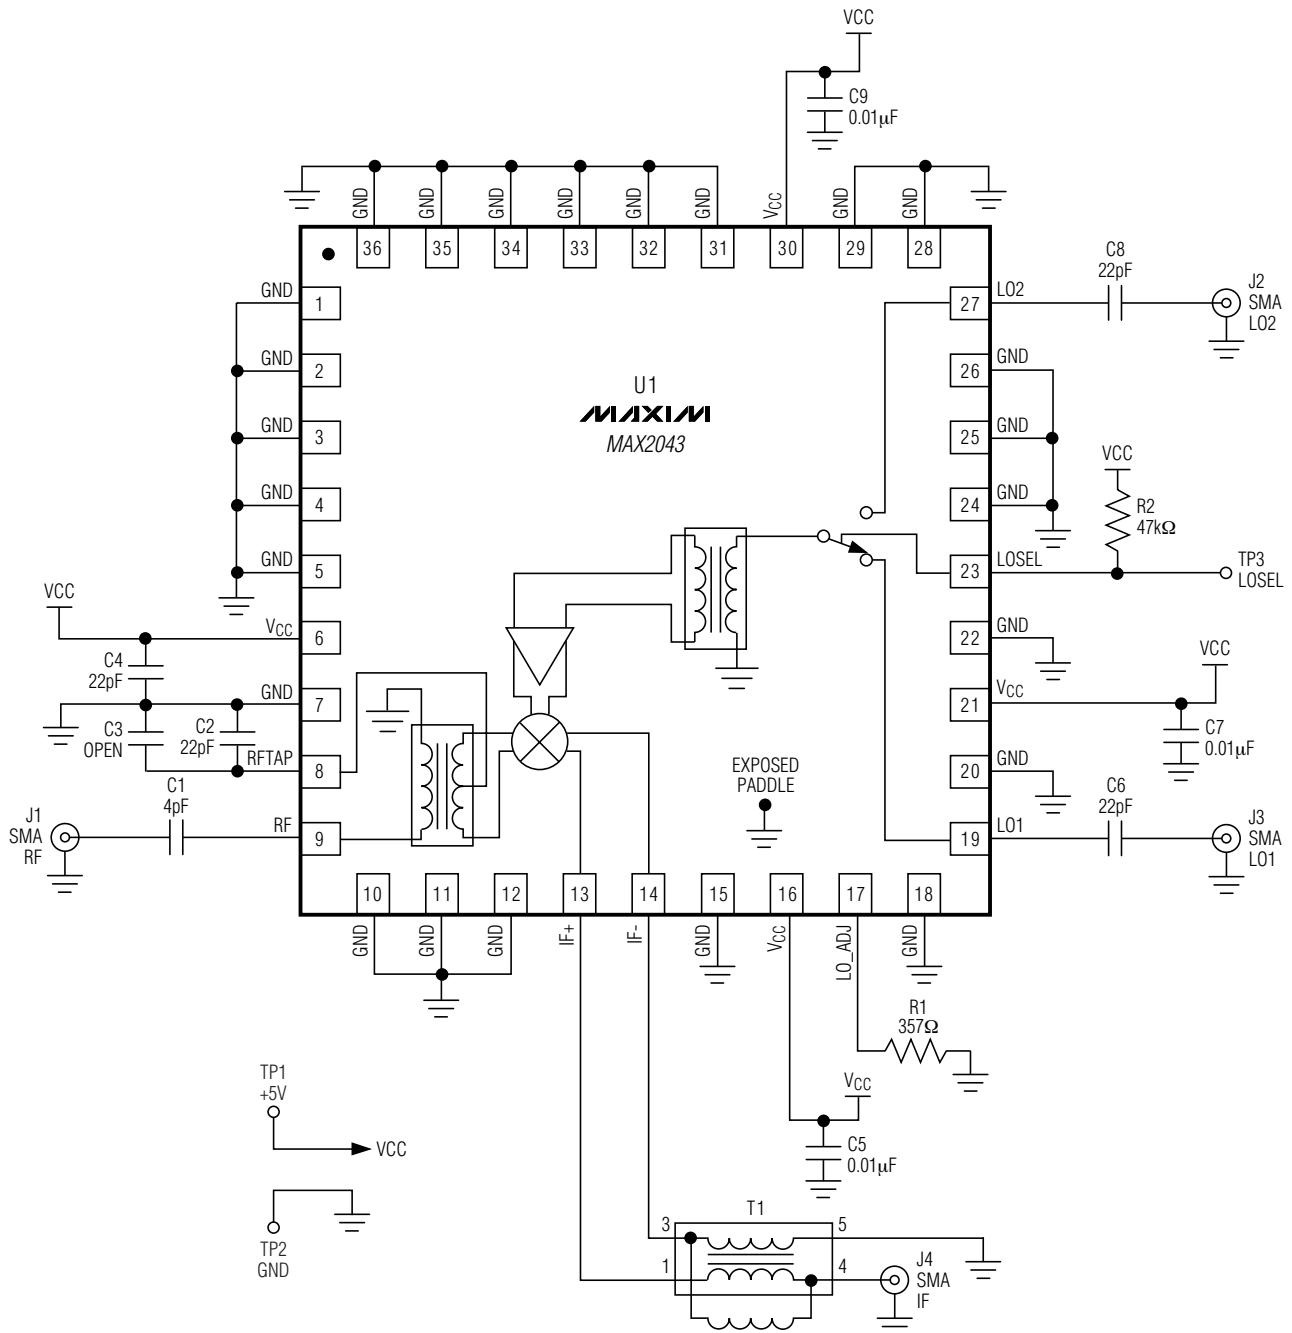 VCC
C9
0.01µF
GND
GND
GND
GND
GND
GND
VCC
GND
GND
36
35
34
33
32
31
30
29
28
GND
1
GND
2
GND
3
GND
4
GND
5
VCC
VCC
6
C4
22pF
GND
7
C3
OPEN
C2
22pF
RFTAP
8
C1
4pF
J1
SMA
RF
RF
9
U1
MAXIM
MAX2043
EXPOSED
PADDLE
27
LO2
C8
22pF
J2
SMA
LO2
26
GND
25
GND
24
GND
VCC
R2
47kΩ
23
LOSEL
TP3
LOSEL
22
GND
VCC
21
VCC
C7
0.01µF
20
GND
C6
22pF
19
LO1
J3
SMA
LO1
10
11
12
13
14
15
16
17
18
GND
GND
GND
IF+
IF-
GND
VCC
LO_ADJ
GND
R1
357Ω
VCC
C5
0.01µF
TP1
+5V
VCC
TP2
GND
T1
3
5
1
4
J4
SMA
IF